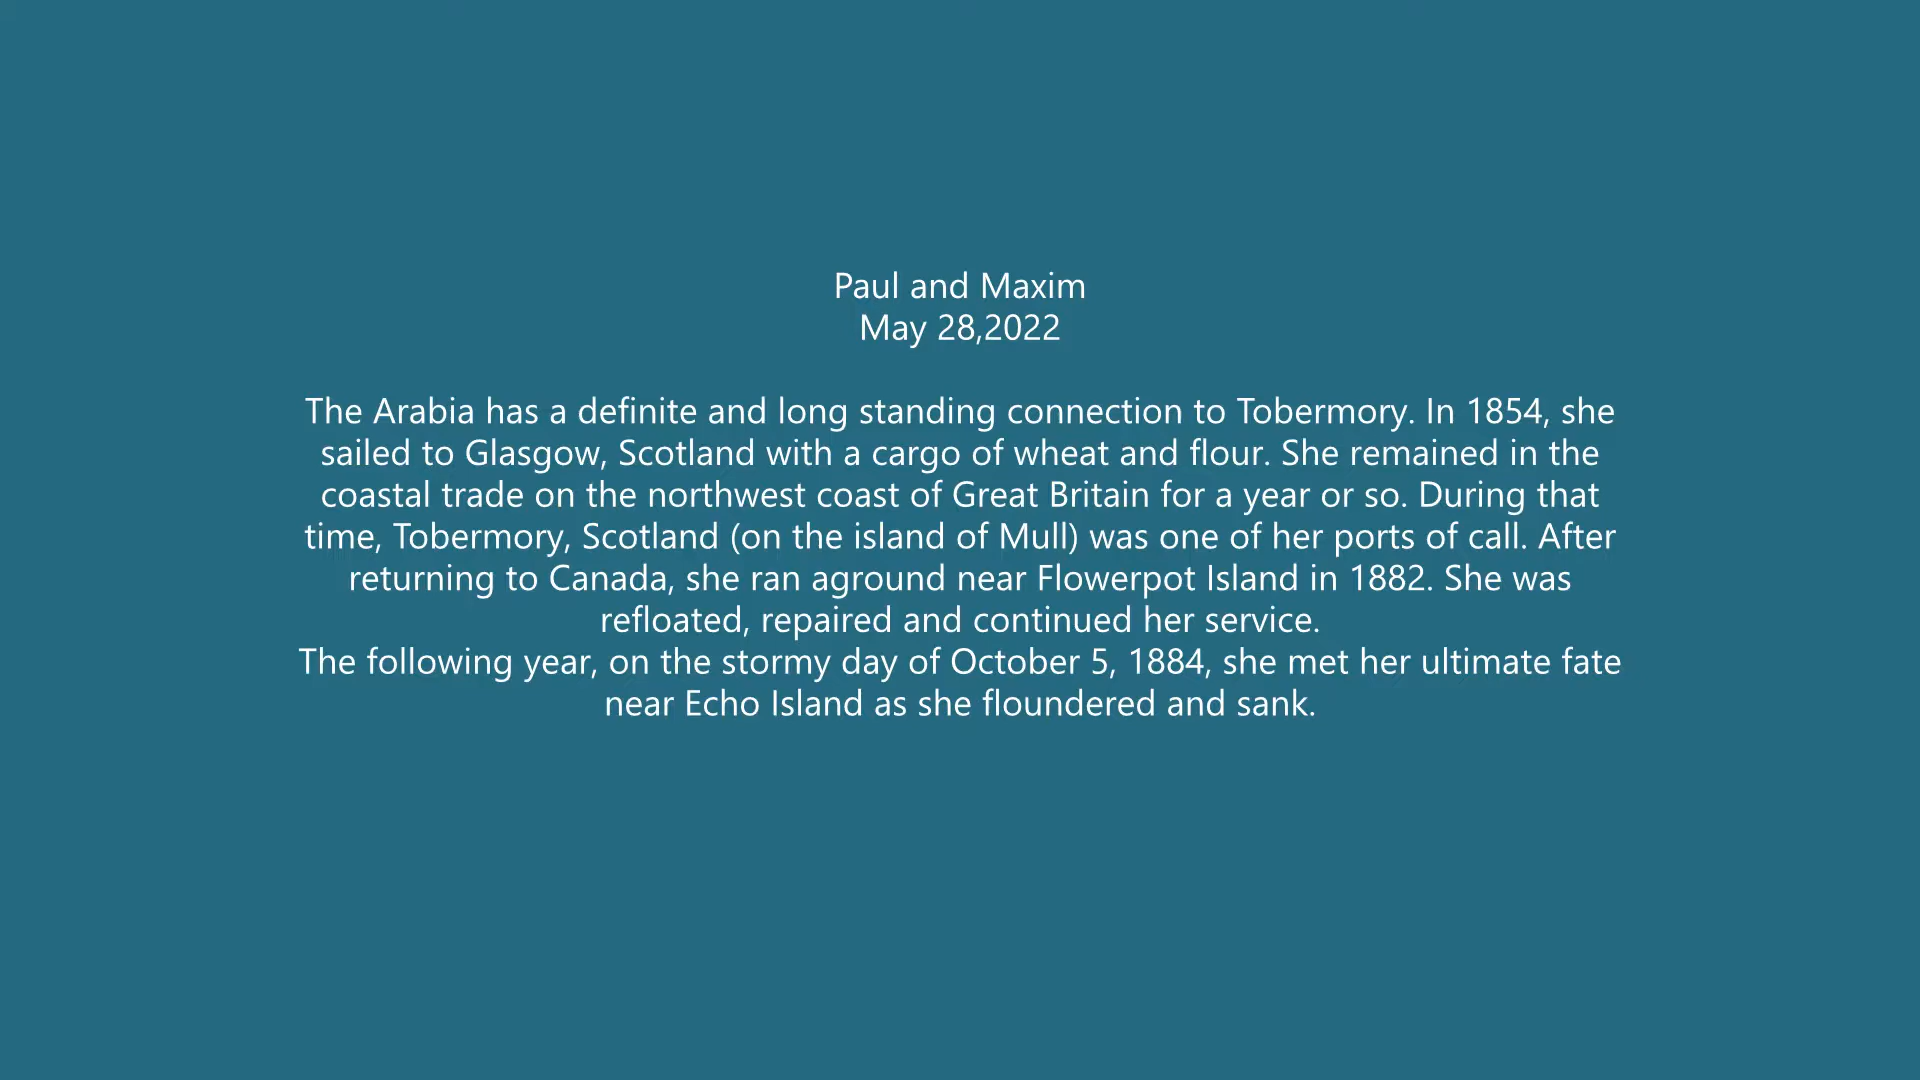 Paul and Maxim
May 28,2022
The Arabia has a definite and long standing connection to Tobermory. In 1854, she
sailed to Glasgow, Scotland with a cargo of wheat and flour. She remained in the
coastal trade on the northwest coast of Great Britain for a year or so. During that
time, Tobermory, Scotland (on the island of Mull) was one of her ports of call. After
returning to Canada, she ran aground near Flowerpot Island in 1882. She was
refloated, repaired and continued her service.
The following year, on the stormy day of October 5, 1884, she met her ultimate fate
near Echo Island as she floundered and sank.